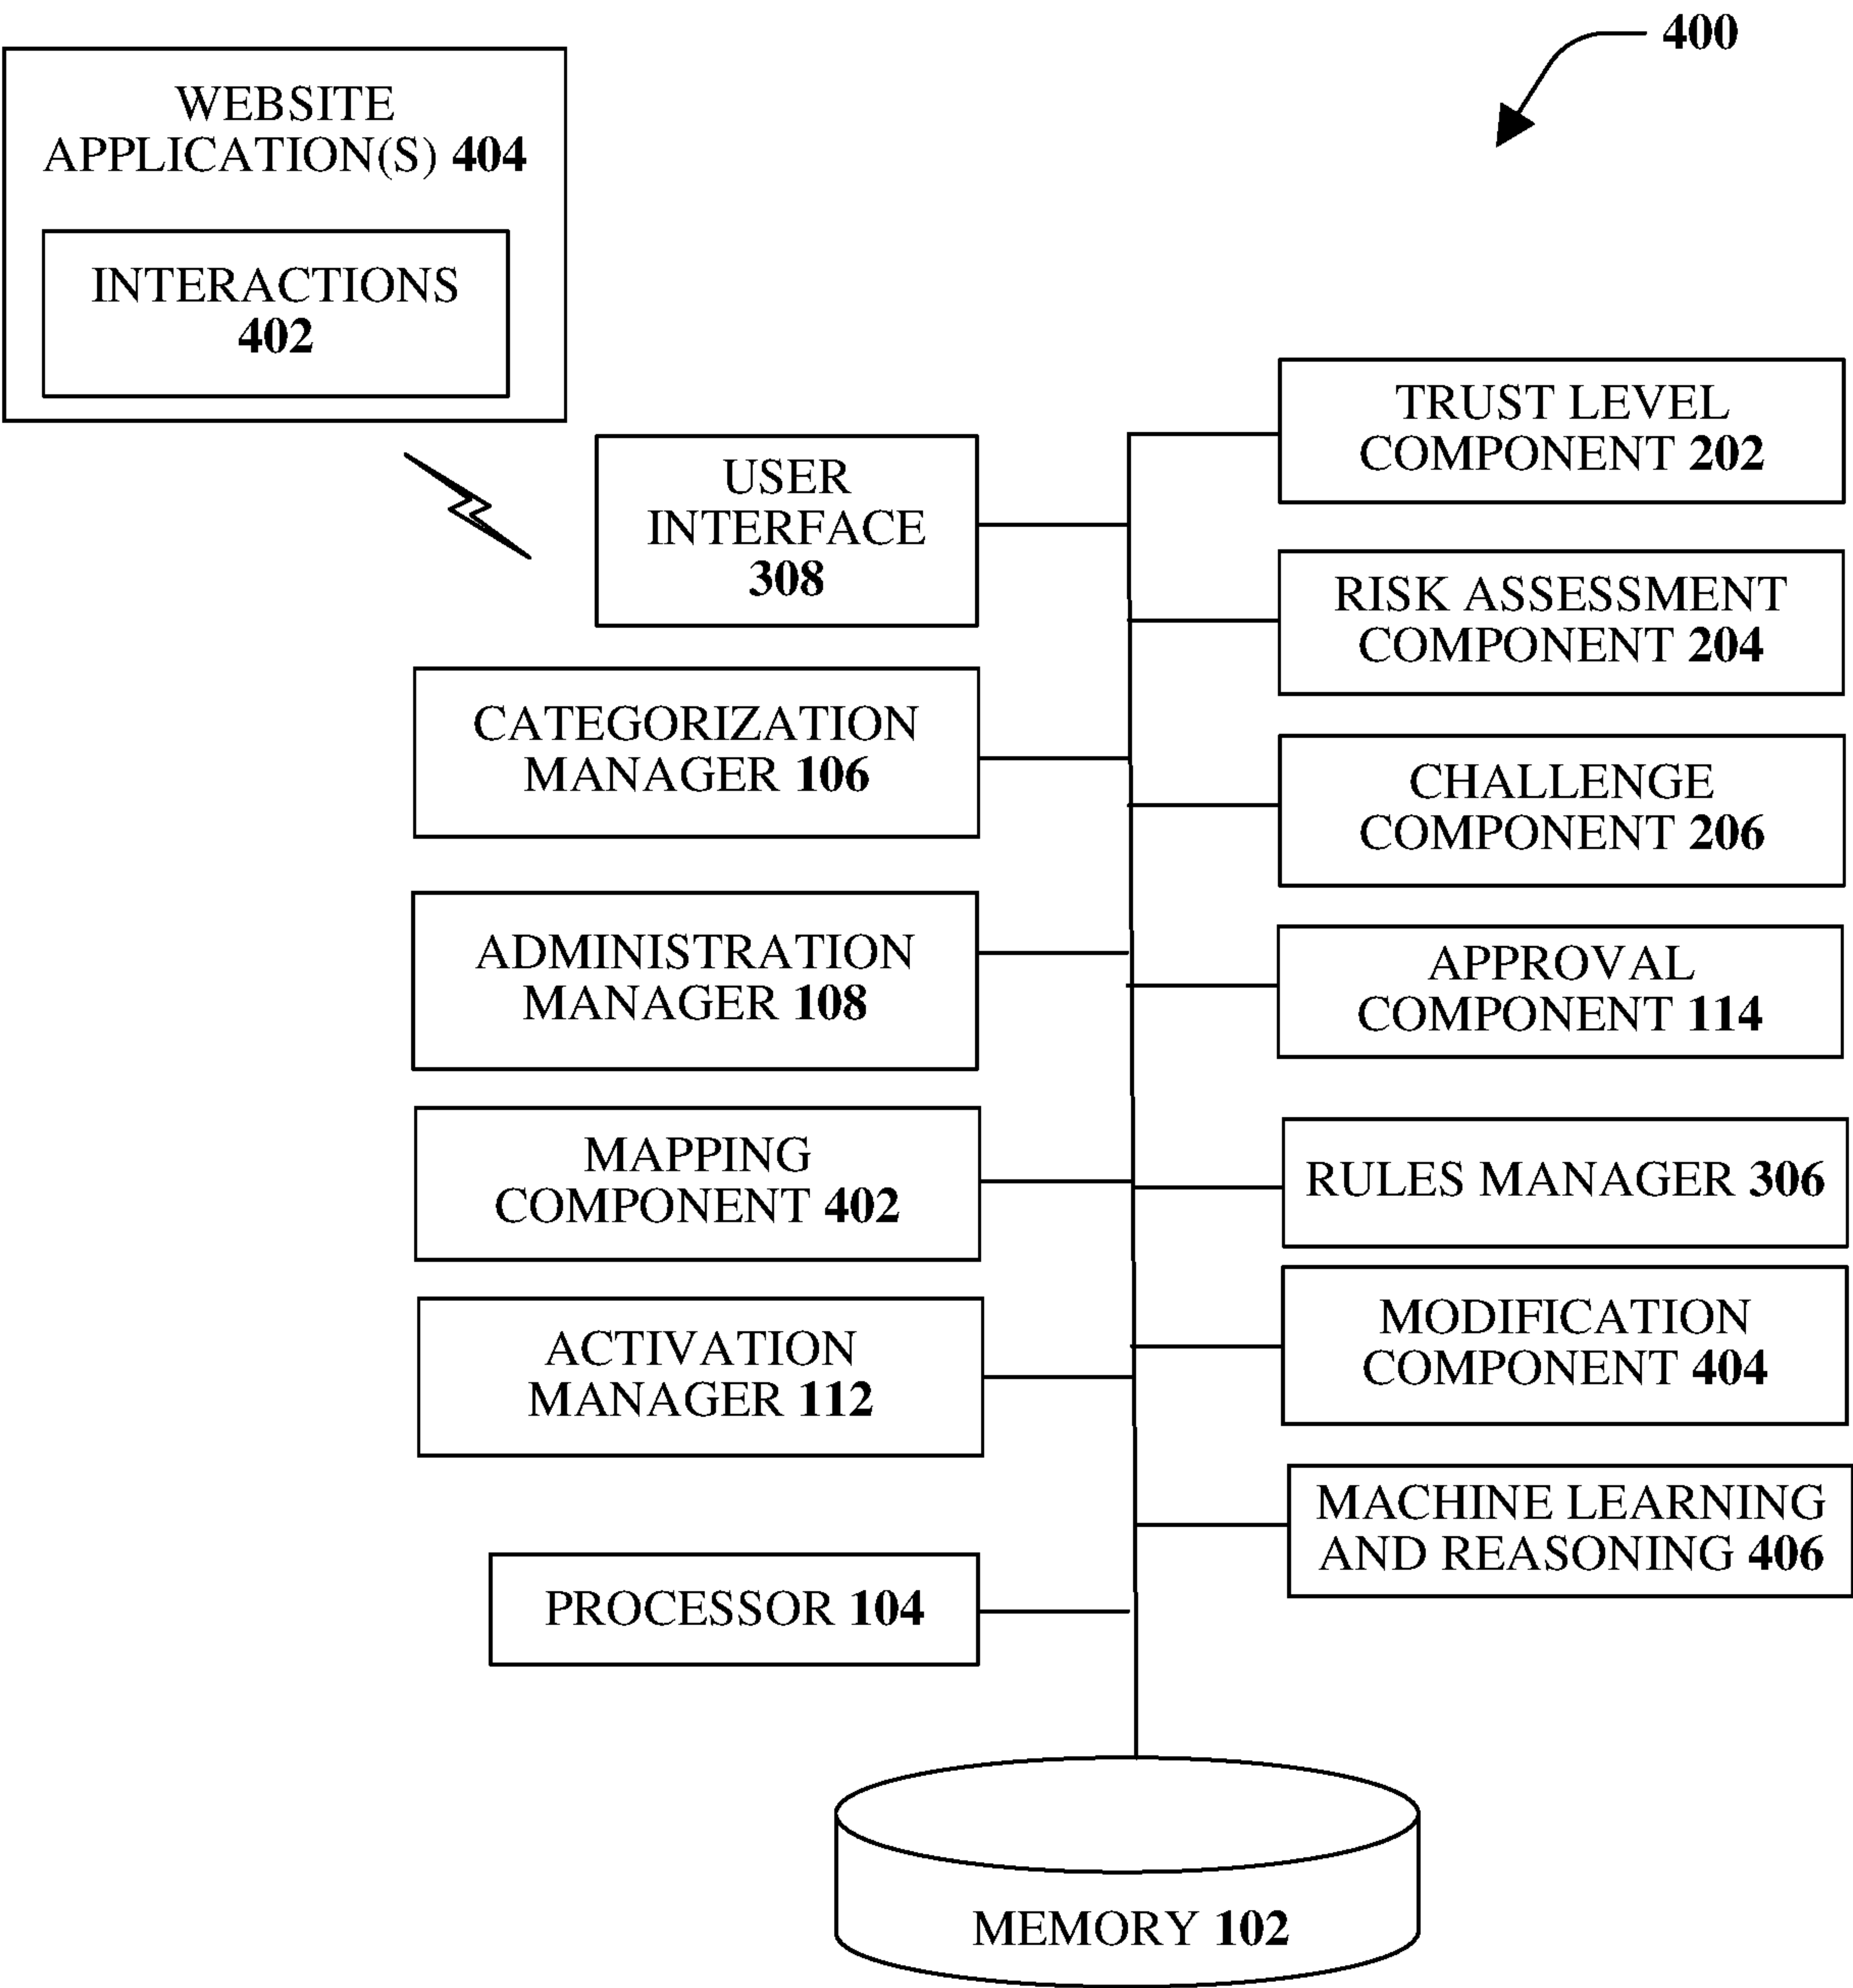 400
WEBSITE
APPLICATION(S) 404
INTERACTIONS
402
USER
INTERFACE
308
CATEGORIZATION
MANAGER 106
ADMINISTRATION
MANAGER 108
MAPPING
COMPONENT 402
ACTIVATION
MANAGER 112
PROCESSOR 104
TRUST LEVEL
COMPONENT 202
RISK ASSESSMENT
COMPONENT 204
CHALLENGE
COMPONENT 206
APPROVAL
COMPONENT 114
RULES MANAGER 306
MODIFICATION
COMPONENT 404
MACHINE LEARNING
AND REASONING 406
MEMORY 102